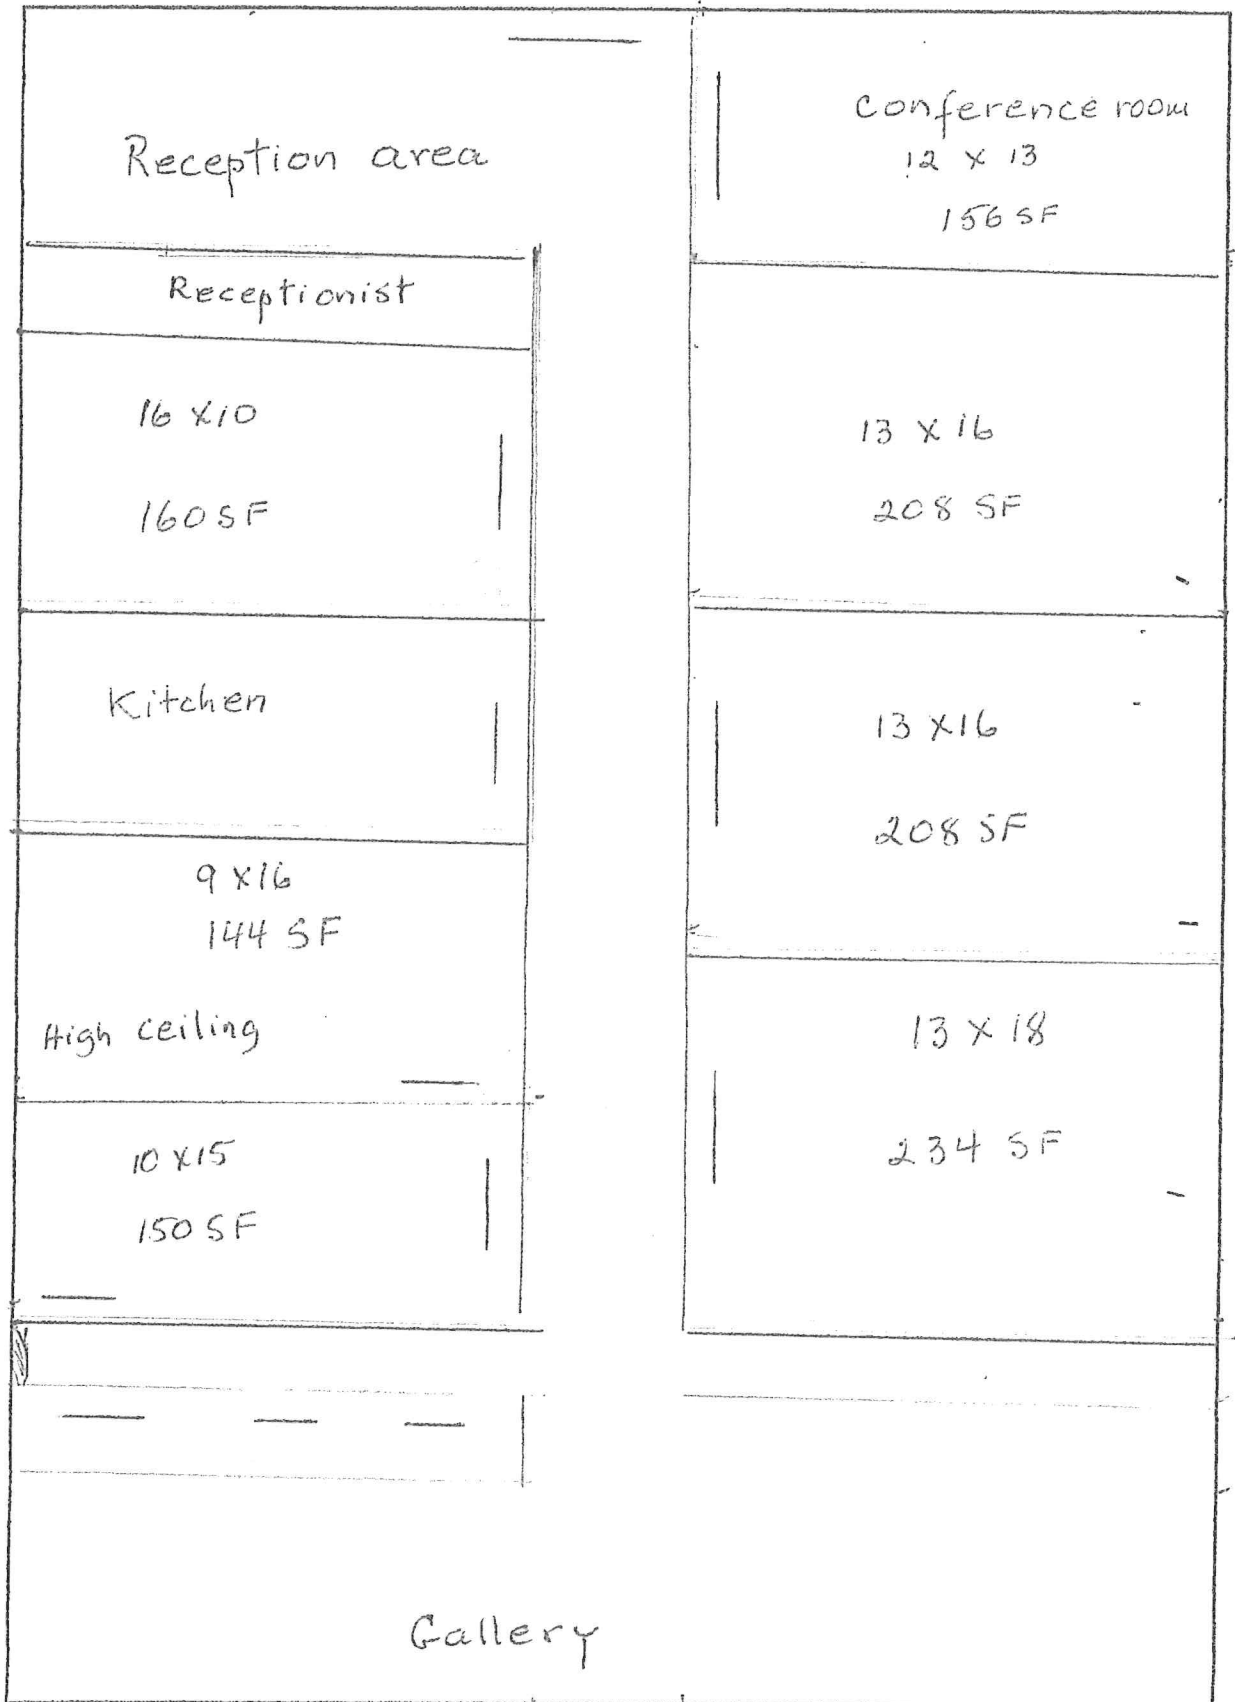 Reception area
Conference room
12 x 13
156 SF
Receptionist
16 x 10
160 SF
13 x 16
208 SF
Kitchen
13 x 16
208 SF
9 x 16
144 SF
High ceiling
13 x 18
234 SF
10 x 15
150 SF
Gallery